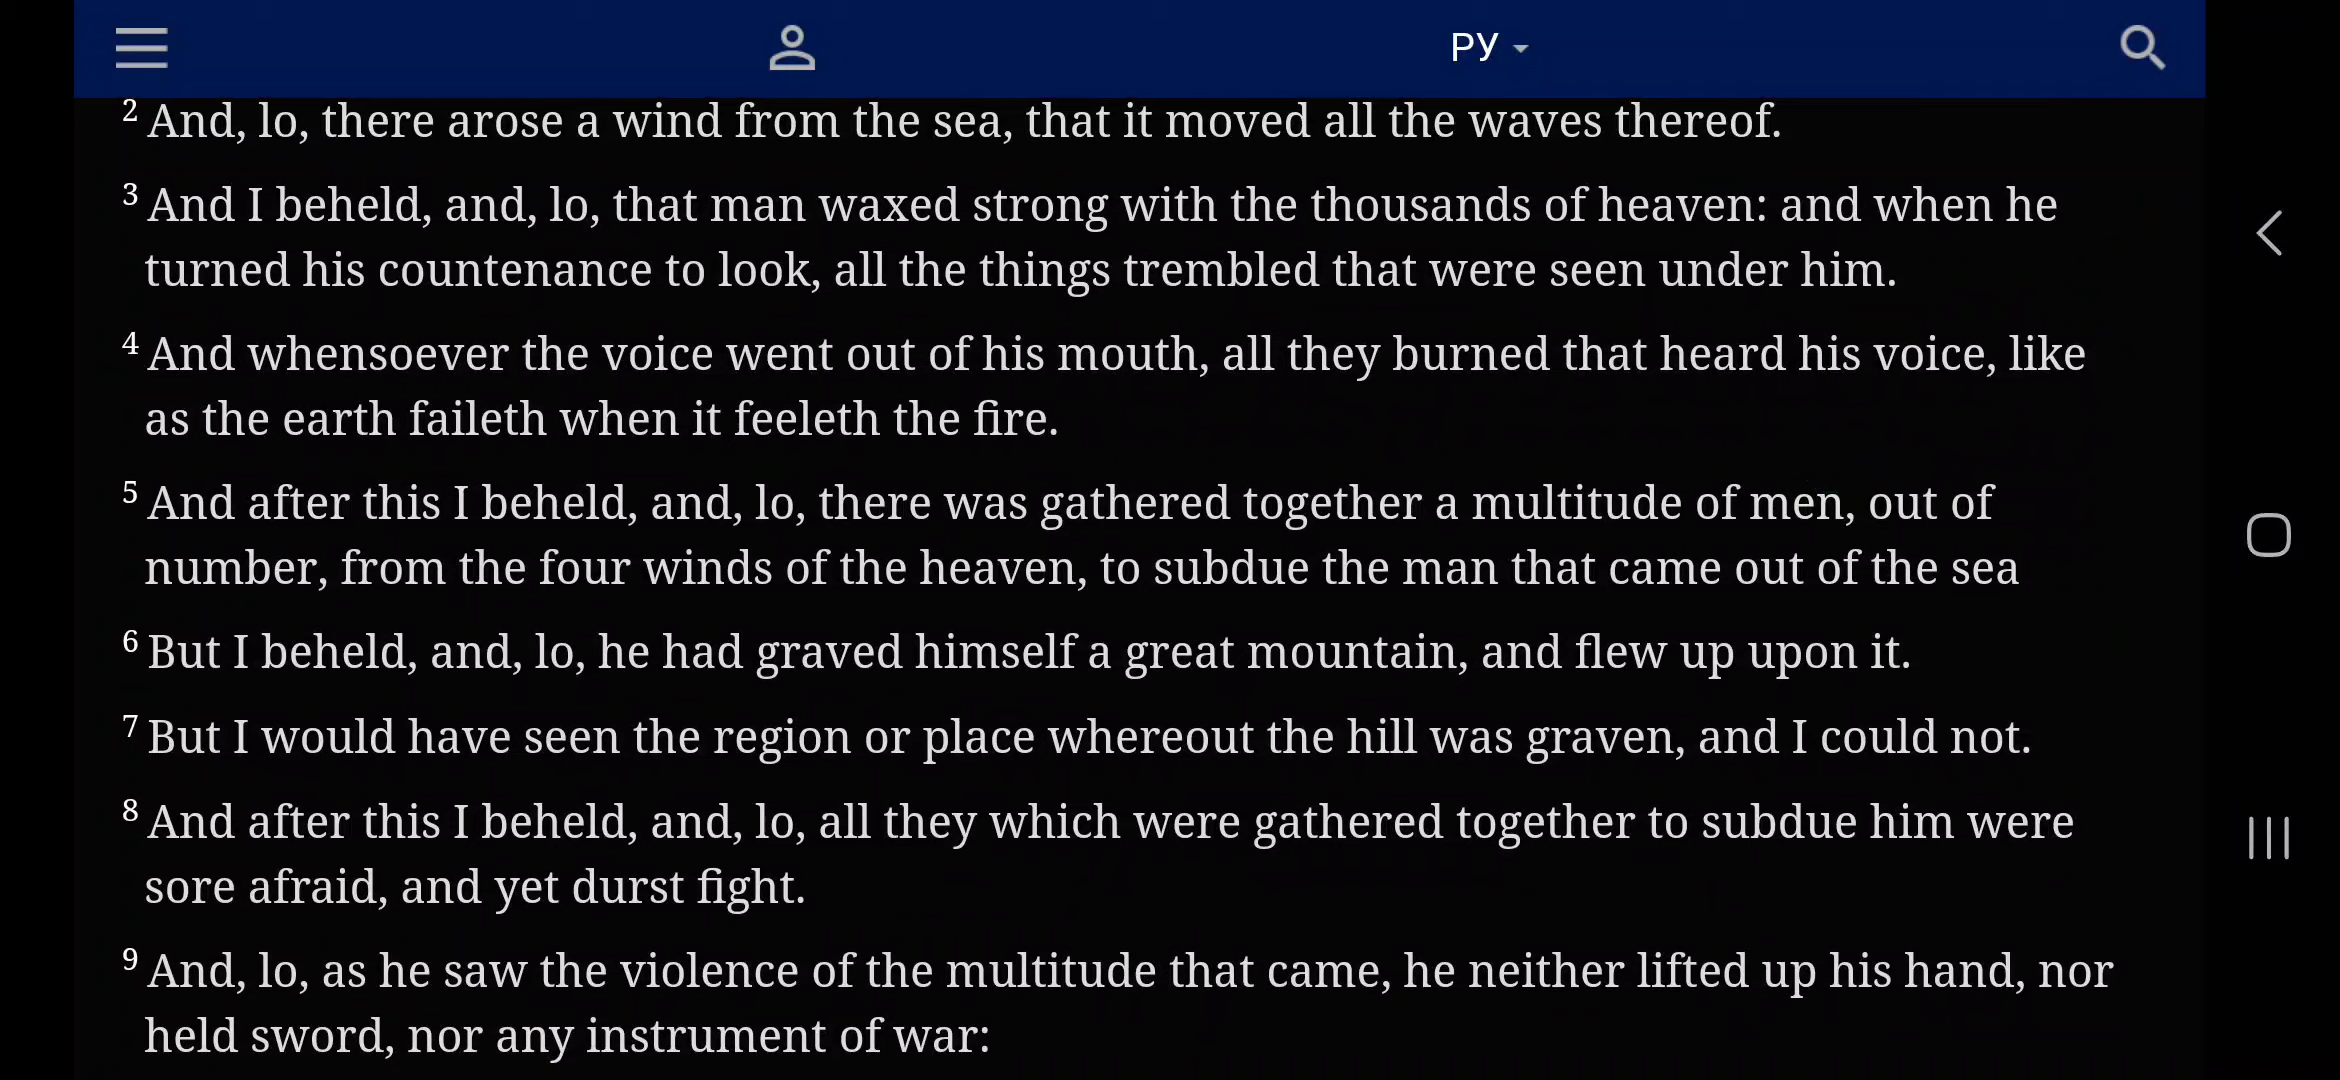 РУ
2 And, lo, there arose a wind from the sea, that it moved all the waves thereof.
3 And I beheld, and, lo, that man waxed strong with the thousands of heaven: and when he
turned his countenance to look, all the things trembled that were seen under him.
4 And whensoever the voice went out of his mouth, all they burned that heard his voice, like
as the earth faileth when it feeleth the fire.
5 And after this I beheld, and, lo, there was gathered together a multitude of men, out of
number, from the four winds of the heaven, to subdue the man that came out of the sea
6 But I beheld, and, lo, he had graved himself a great mountain, and flew up upon it.
7 But I would have seen the region or place whereout the hill was graven, and I could not.
8 And after this I beheld, and, lo, all they which were gathered together to subdue him were
sore afraid, and yet durst fight.
9 And, lo, as he saw the violence of the multitude that came, he neither lifted up his hand, nor
held sword, nor any instrument of war: